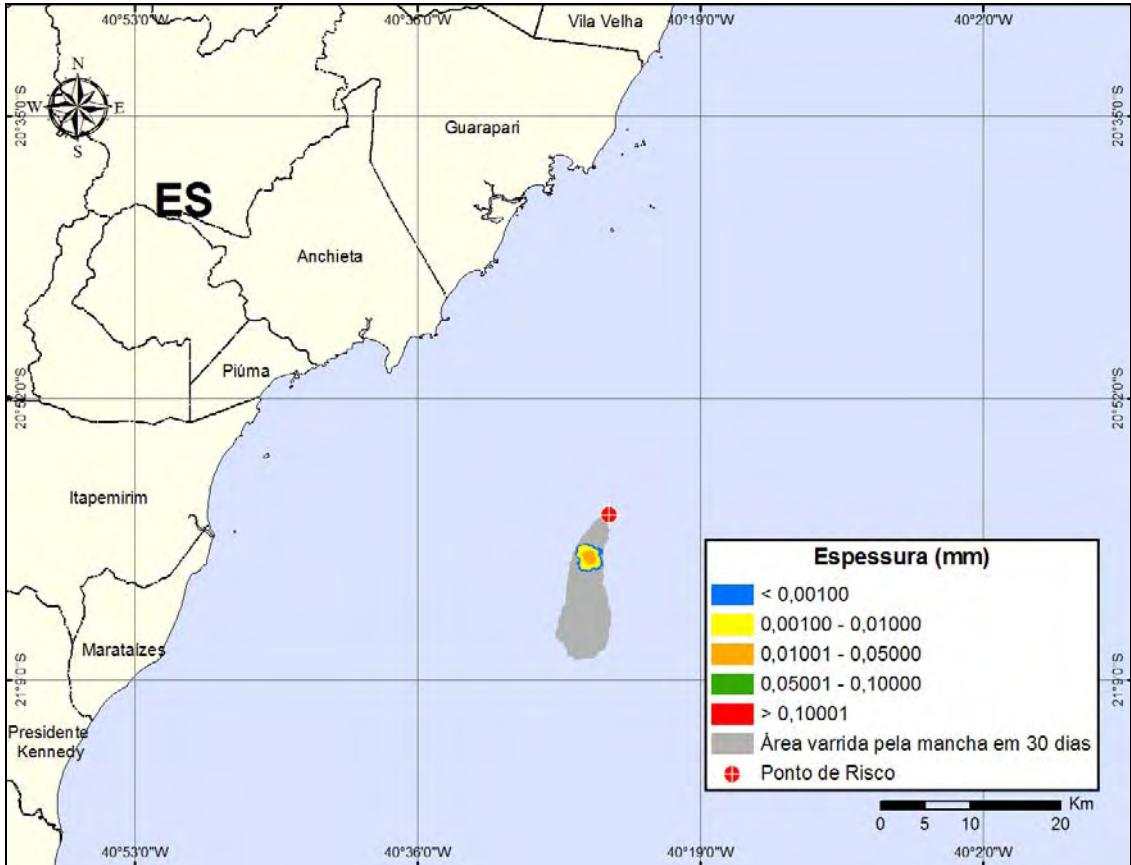 40°53'0"W
40°36'0"W
40°19'0"W
40°2'0"W
Vila Velha
N
W
E
S
20°35'0"S
20°35'0"S
Guarapari
ES
Anchieta
Piúma
20°52'0"S
20°52'0"S
Itapemirim
Marataízes
Presidente
Kennedy
21°9'0"S
21°9'0"S
Espessura (mm)
< 0,00100
0,00100 - 0,01000
0,01001 - 0,05000
0,05001 - 0,10000
> 0,10001
Área varrida pela mancha em 30 dias
Ponto de Risco
Km
0 5 10 20
40°53'0"W
40°36'0"W
40°19'0"W
40°2'0"W